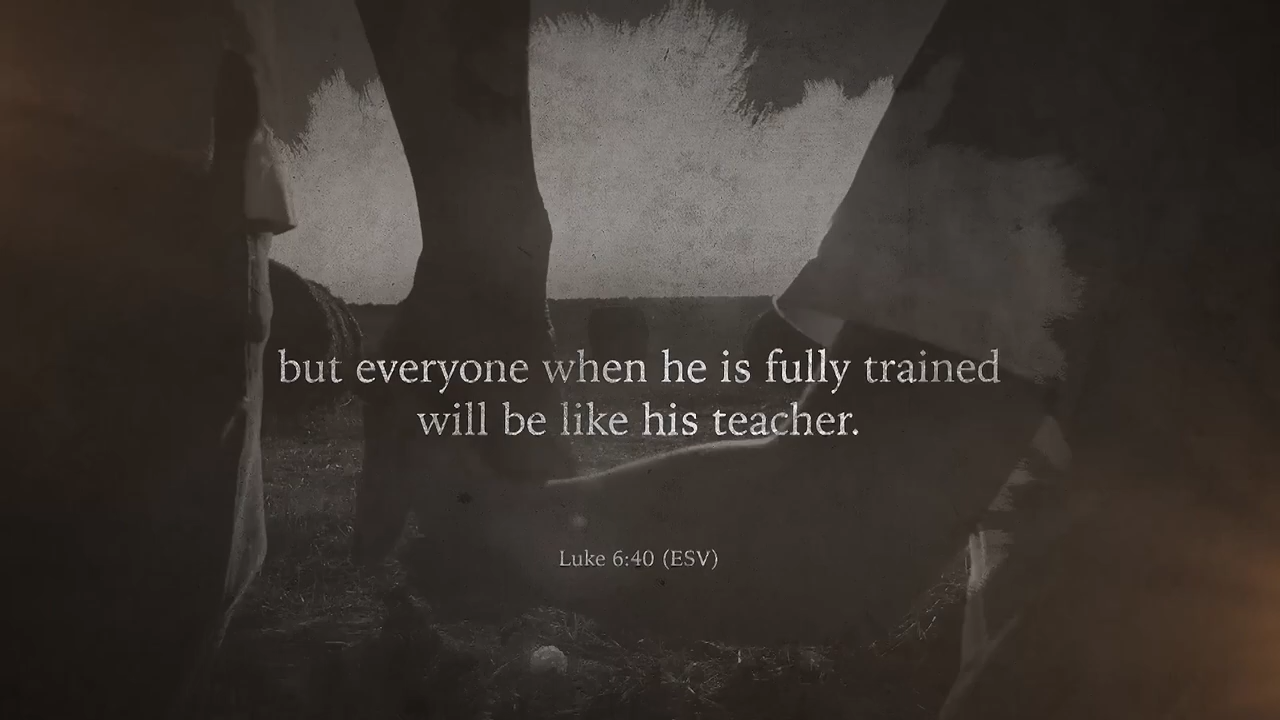 but everyone when he is fully trained
will be like his teacher.
Luke 6:40 (ESV)